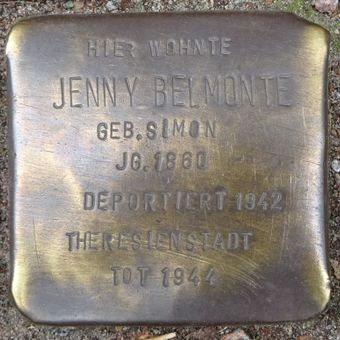 HIER WOHNTE
JENNY BELMONTE
GEB. SIMON
JG. 1860
DEPORTIERT 1942
THERESIENSTADT
TOT 1944